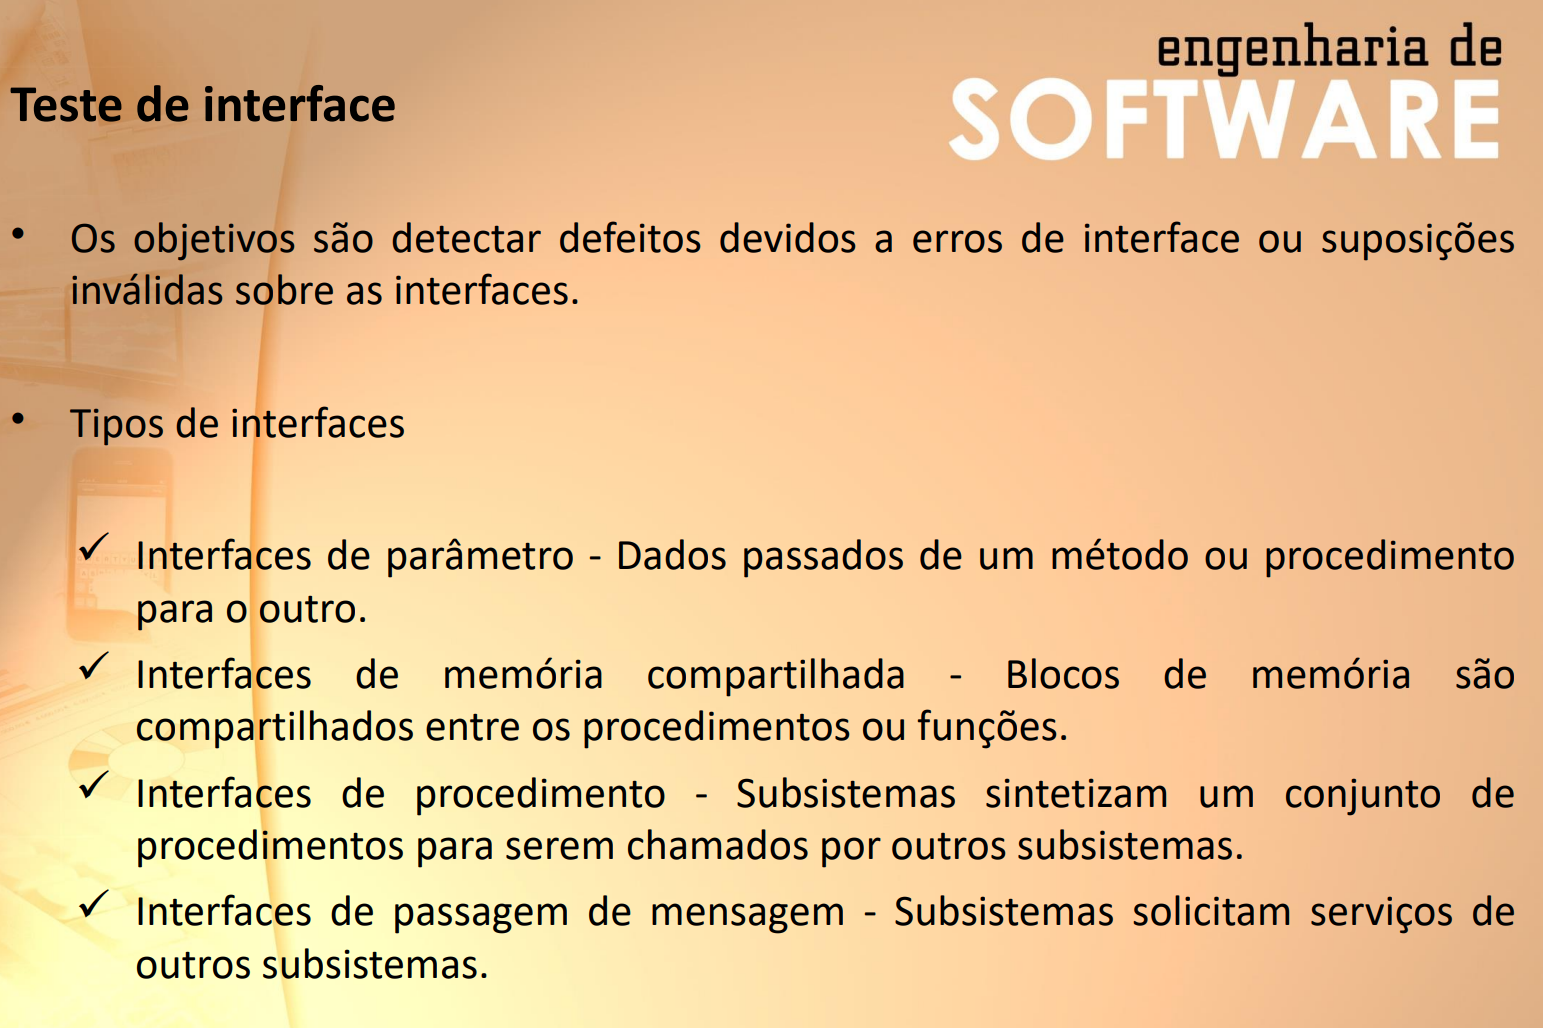 engenharia de
SOFTWARE
Teste de interface
• Os objetivos são detectar defeitos devidos a erros de interface ou suposições
inválidas sobre as interfaces.
• Tipos de interfaces
✓ Interfaces de parâmetro - Dados passados de um método ou procedimento
para o outro.
✓ Interfaces de memória compartilhada - Blocos de memória são
compartilhados entre os procedimentos ou funções.
✓ Interfaces de procedimento - Subsistemas sintetizam um conjunto de
procedimentos para serem chamados por outros subsistemas.
✓ Interfaces de passagem de mensagem - Subsistemas solicitam serviços de
outros subsistemas.